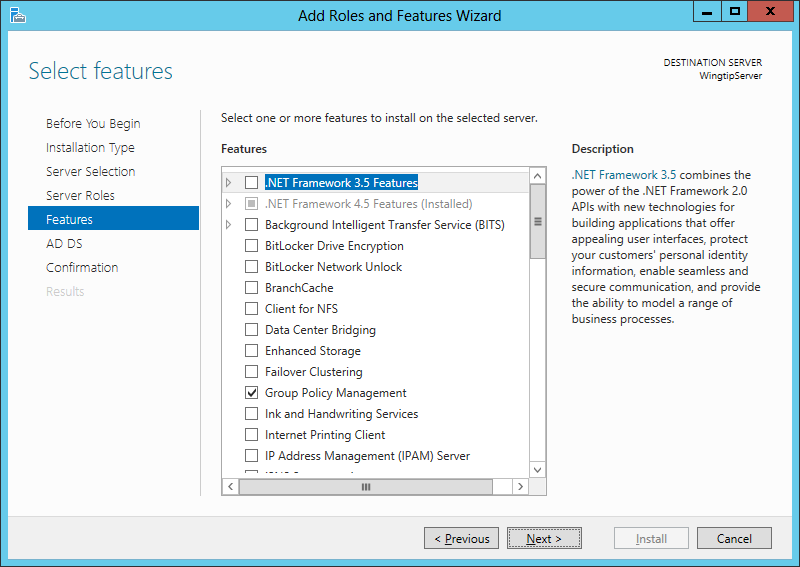 Add Roles and Features Wizard
Select features
DESTINATION SERVER
WingtipServer
Before You Begin
Installation Type
Server Selection
Server Roles
Features
AD DS
Confirmation
Results
Select one or more features to install on the selected server.
Features
.NET Framework 3.5 Features
.NET Framework 4.5 Features (Installed)
Background Intelligent Transfer Service (BITS)
BitLocker Drive Encryption
BitLocker Network Unlock
BranchCache
Client for NFS
Data Center Bridging
Enhanced Storage
Failover Clustering
Group Policy Management
Ink and Handwriting Services
Internet Printing Client
IP Address Management (IPAM) Server
Description
.NET Framework 3.5 combines the
power of the .NET Framework 2.0
APIs with new technologies for
building applications that offer
appealing user interfaces, protect
your customers' personal identity
information, enable seamless and
secure communication, and provide
the ability to model a range of
business processes.
< Previous
Next >
Install
Cancel